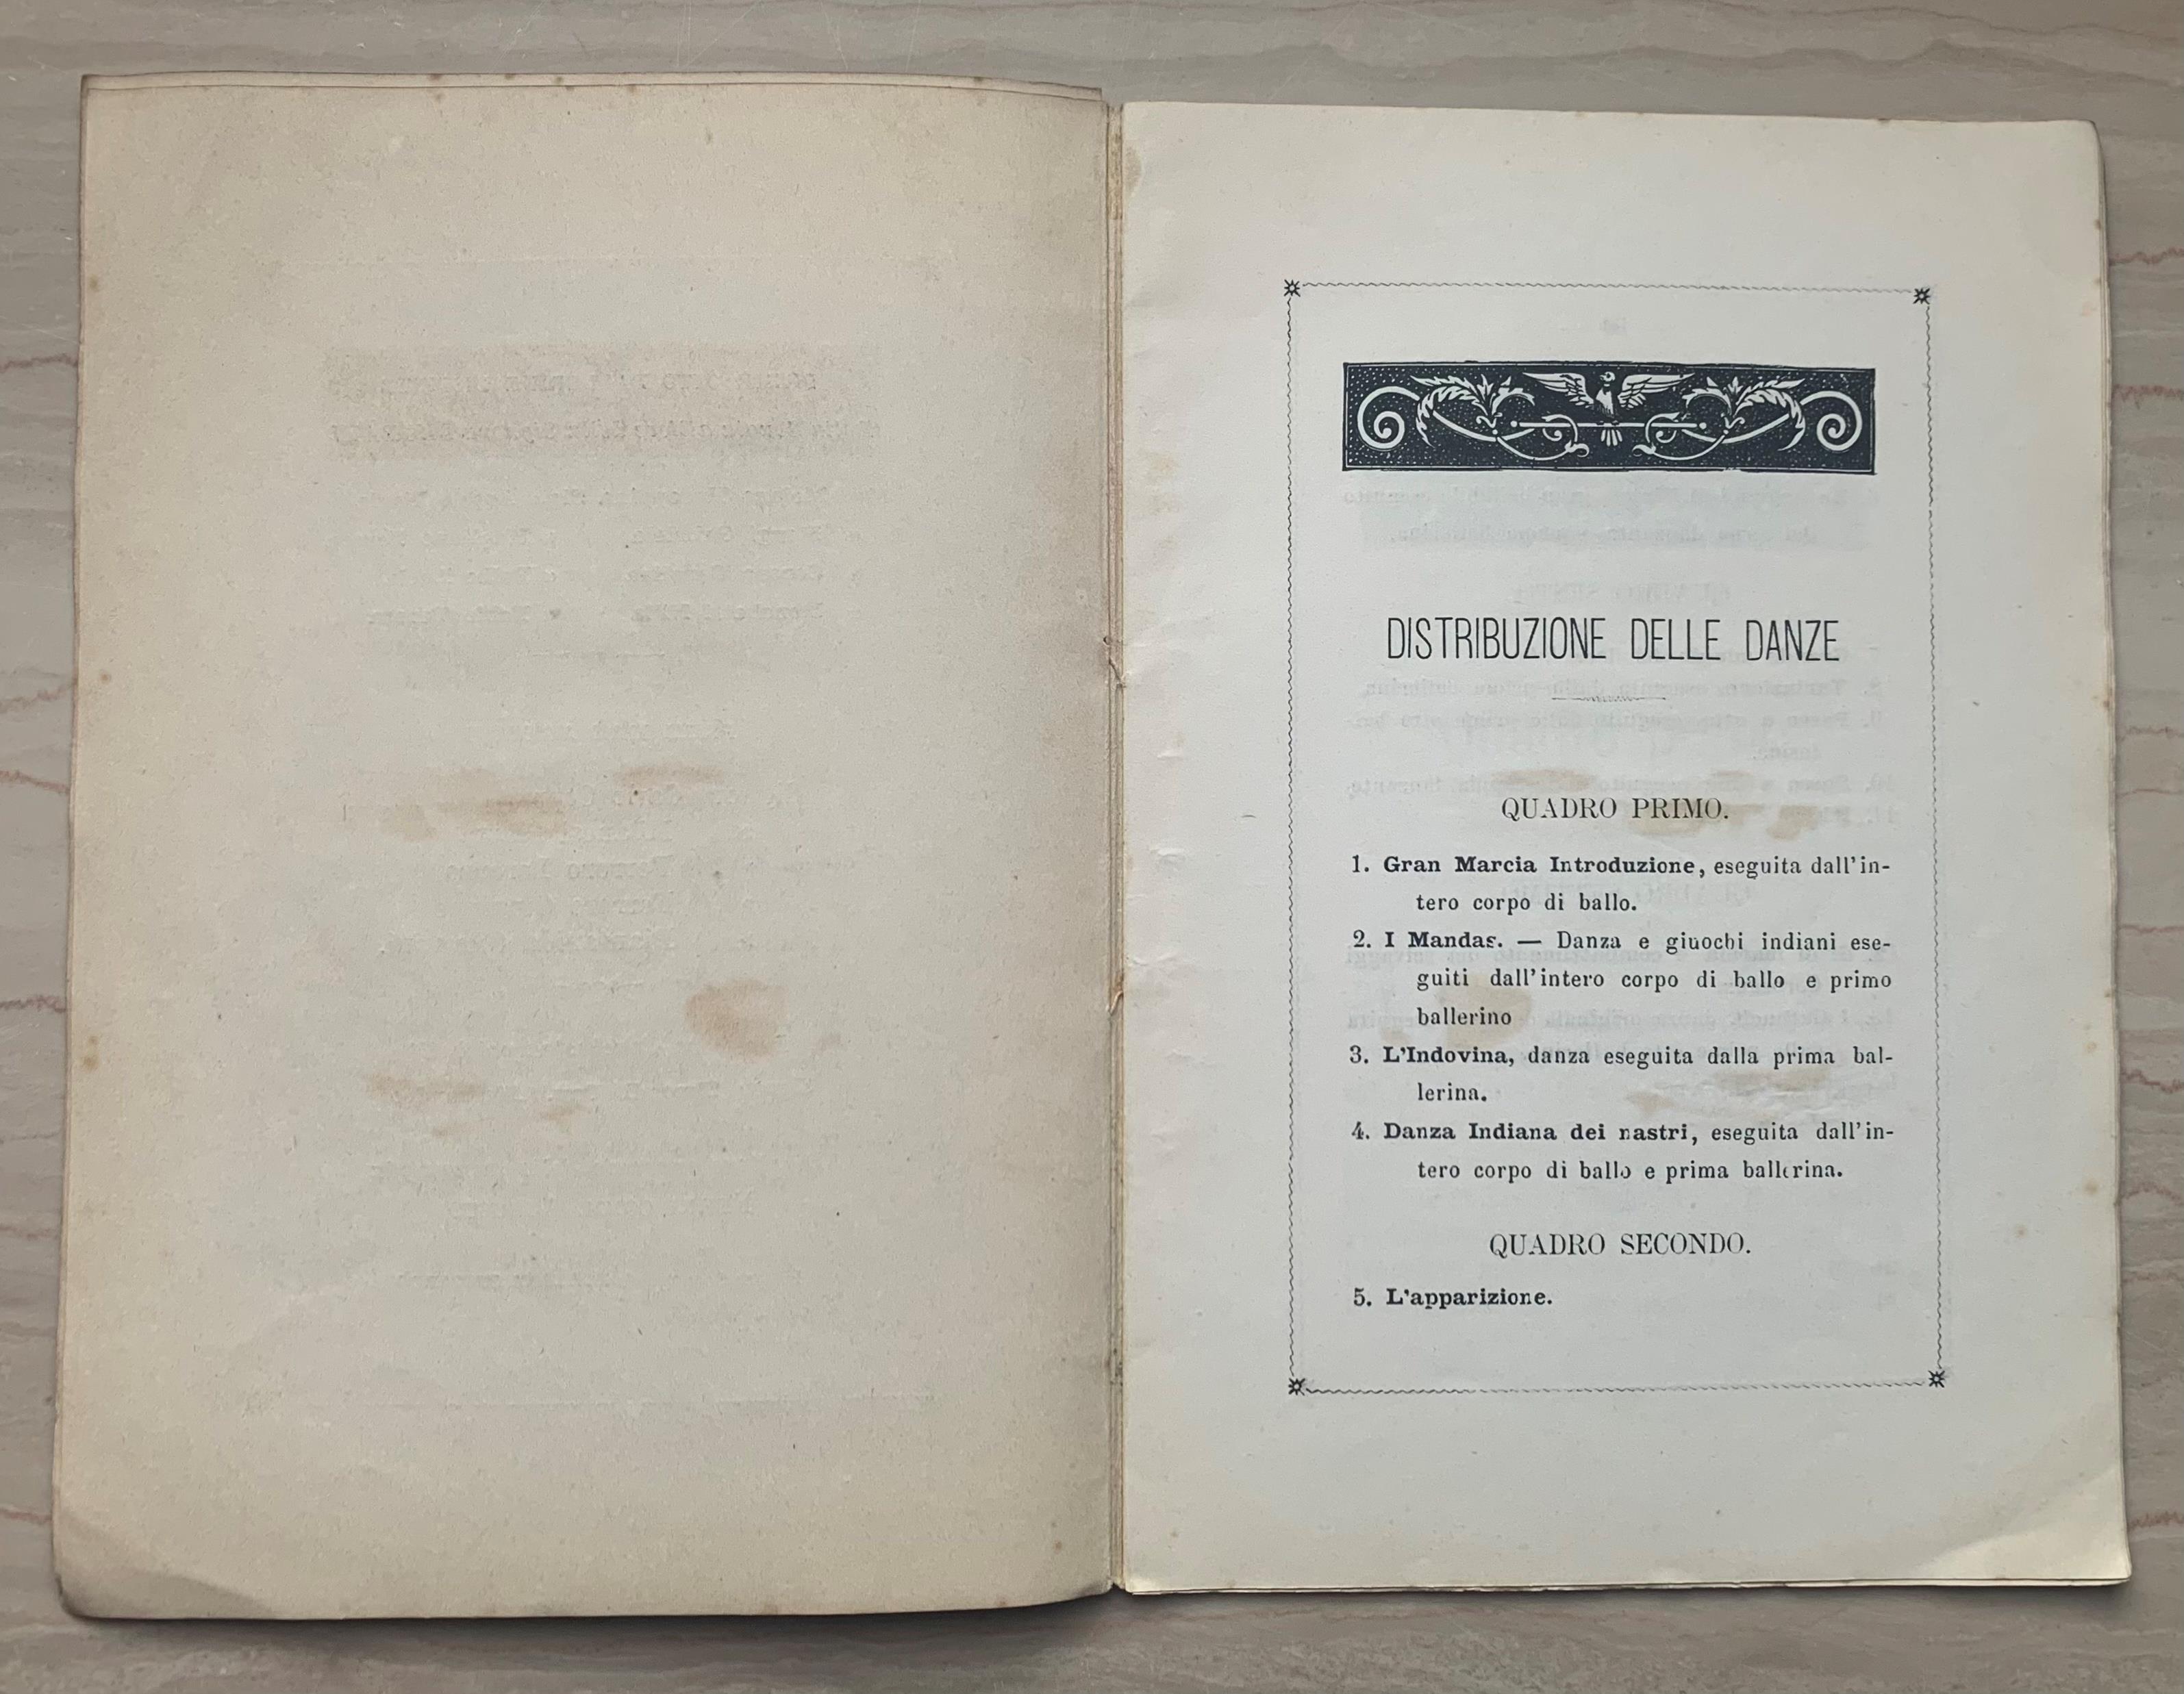 DISTRIBUZIONE DELLE DANZE
QUADRO PRIMO.
1. Gran Marcia Introduzione, eseguita dall'in-
tero corpo di ballo.
2. I Mandas. — Danza e giuochi indiani ese-
guiti dall'intero corpo di ballo e primo
ballerino
3. L'Indovina, danza eseguita dalla prima bal-
lerina.
4. Danza Indiana dei nastri, eseguita dall'in-
tero corpo di ballo e prima ballerina.
QUADRO SECONDO.
5. L'apparizione.